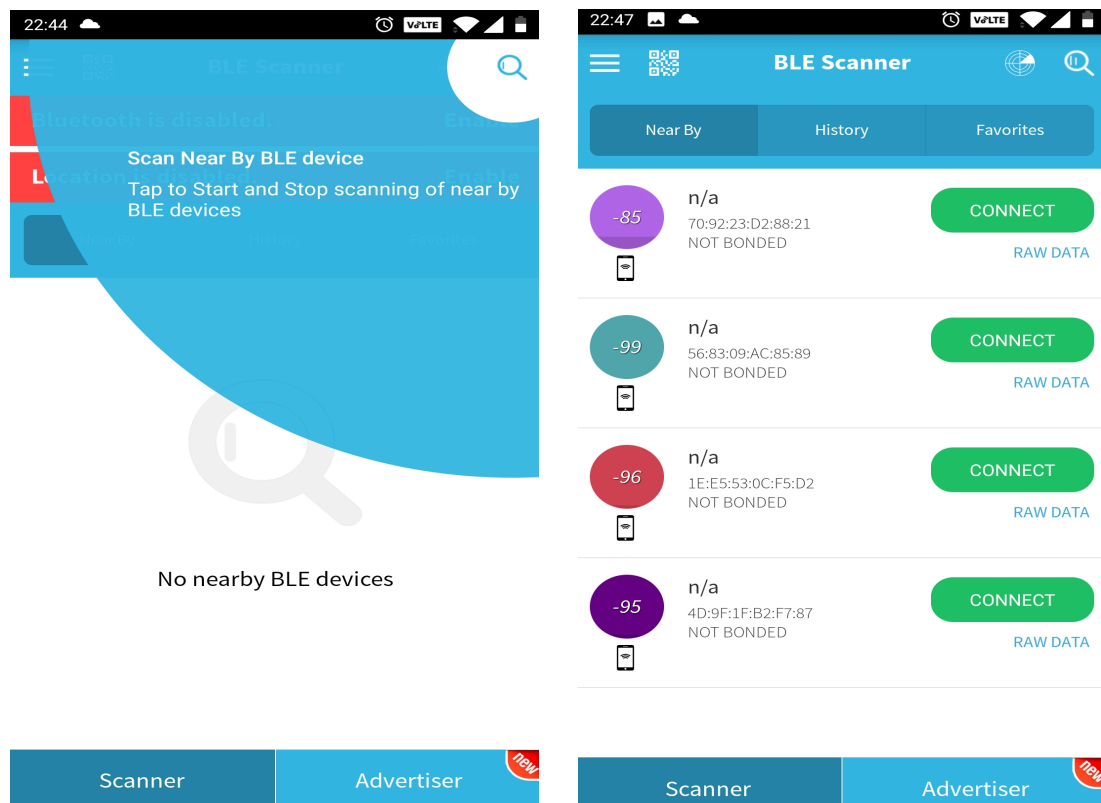 22:44
VoLTE
BLE Scanner
Bluetooth is disabled. Enable
Location is disabled. Enable
Scan Near By BLE device
Tap to Start and Stop scanning of near by
BLE devices
Near By History Favorites
No nearby BLE devices
Scanner Advertiser
new
22:47
VoLTE
BLE Scanner
Near By History Favorites
-85
n/a
70:92:23:D2:88:21
NOT BONDED
CONNECT
RAW DATA
-99
n/a
56:83:09:AC:85:89
NOT BONDED
CONNECT
RAW DATA
-96
n/a
1E:E5:53:0C:F5:D2
NOT BONDED
CONNECT
RAW DATA
-95
n/a
4D:9F:1F:B2:F7:87
NOT BONDED
CONNECT
RAW DATA
Scanner Advertiser
new